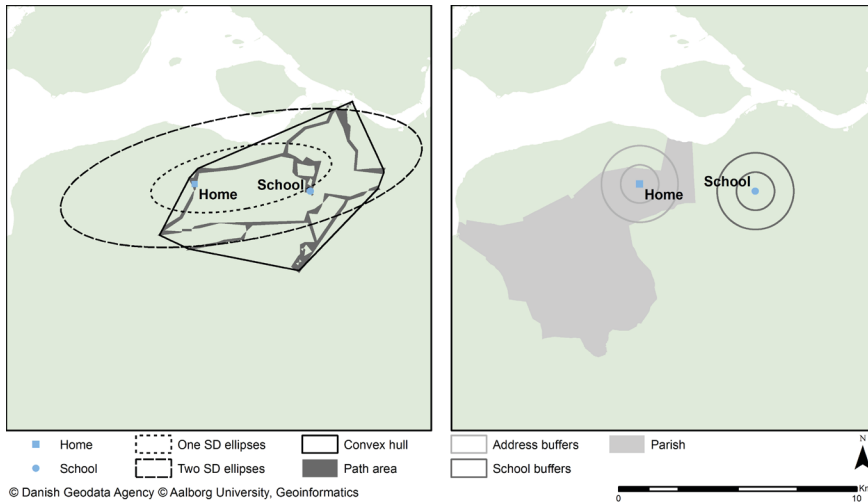 Home
School
Home
School
Home
One SD ellipses
Convex hull
School
Two SD ellipses
Path area
© Danish Geodata Agency © Aalborg University, Geoinformatics
Address buffers
Parish
School buffers
N
0
10